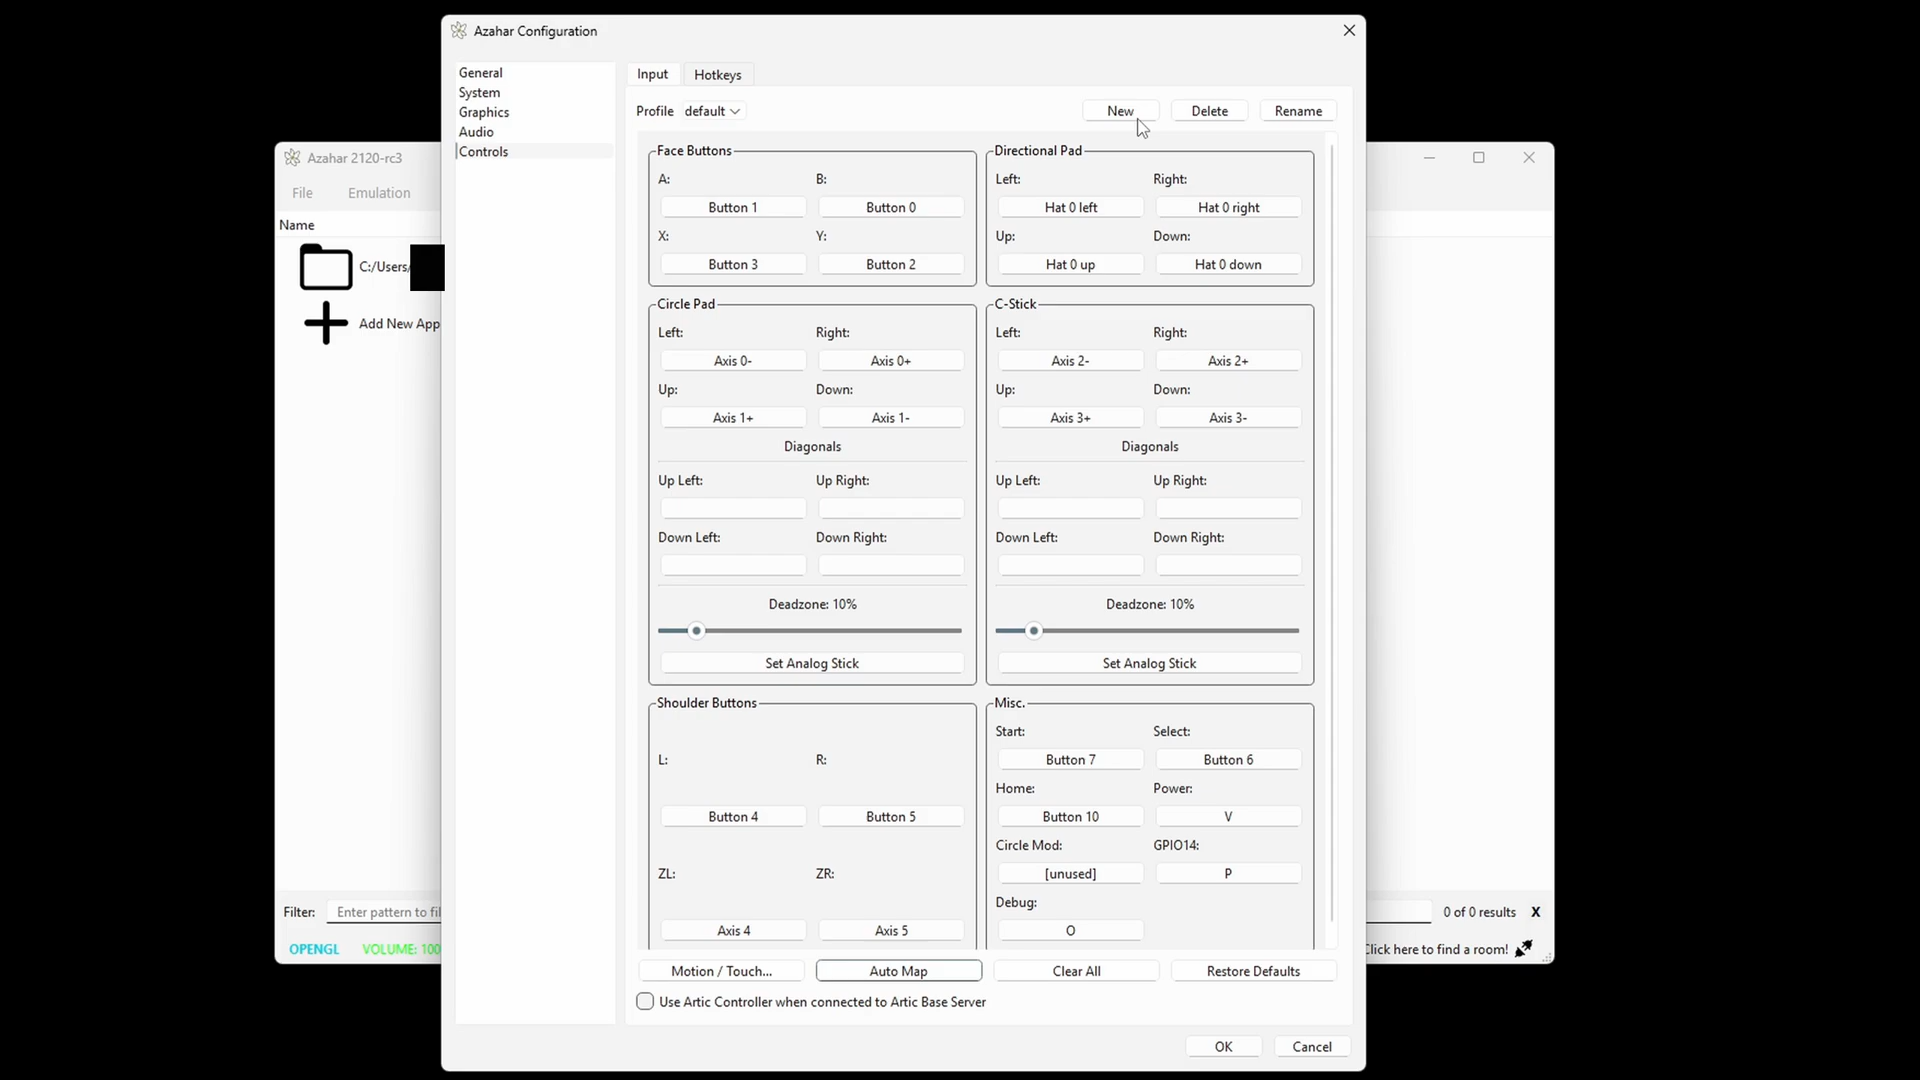 Azahar Configuration
General
System
Graphics
Audio
Controls
Input Hotkeys
Profile default New Delete Rename
Face Buttons
A: B:
Button 1 Button 0
X: Y:
Button 3 Button 2
Directional Pad
Left: Right:
Hat 0 left Hat 0 right
Up: Down:
Hat 0 up Hat 0 down
Circle Pad
Left: Right:
Axis 0- Axis 0+
Up: Down:
Axis 1+ Axis 1-
Diagonals
Up Left: Up Right:
Down Left: Down Right:
Deadzone: 10%
Set Analog Stick
C-Stick
Left: Right:
Axis 2- Axis 2+
Up: Down:
Axis 3+ Axis 3-
Diagonals
Up Left: Up Right:
Down Left: Down Right:
Deadzone: 10%
Set Analog Stick
Shoulder Buttons
L: R:
Button 4 Button 5
ZL: ZR:
Axis 4 Axis 5
Misc.
Start: Select:
Button 7 Button 6
Home: Power:
Button 10 V
Circle Mod: GPIO14:
[unused] P
Debug:
O
Motion / Touch... Auto Map Clear All Restore Defaults
Use Artic Controller when connected to Artic Base Server
OK Cancel
Azahar 2120-rc3
File Emulation
Name
C:/Users/
Add New App
Filter: Enter pattern to fil 0 of 0 results X
OPENGL VOLUME: 100 Click here to find a room!